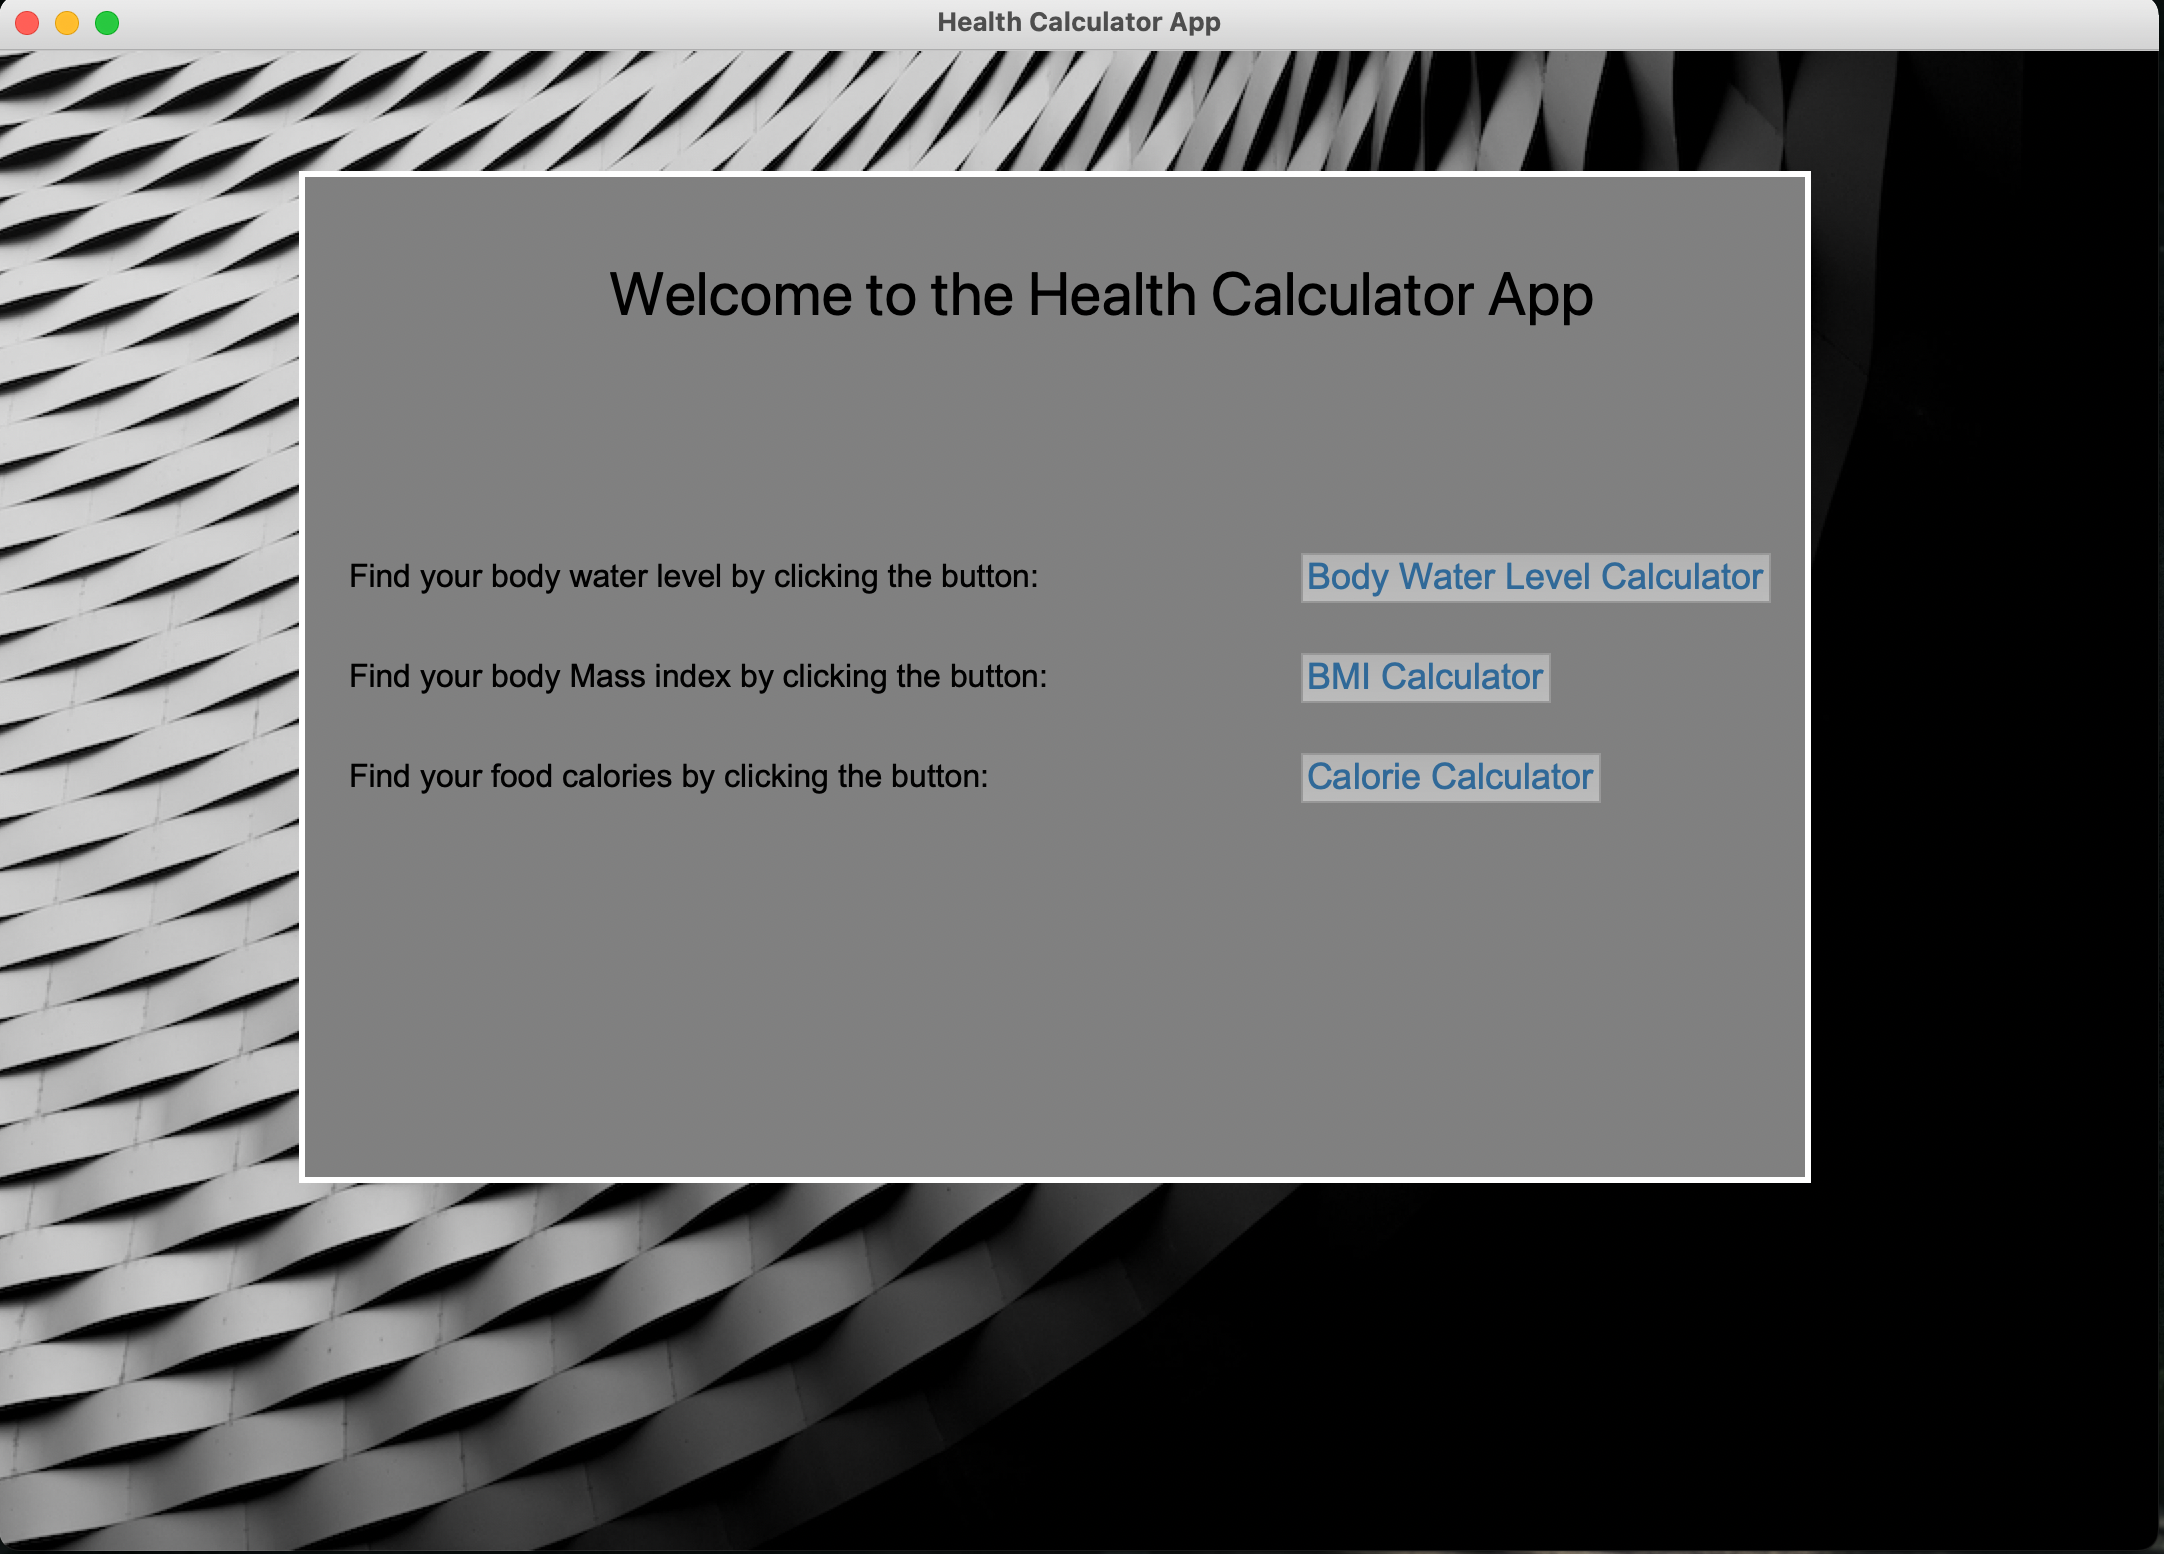 Health Calculator App
Welcome to the Health Calculator App
Find your body water level by clicking the button:
Body Water Level Calculator
Find your body Mass index by clicking the button:
BMI Calculator
Find your food calories by clicking the button:
Calorie Calculator